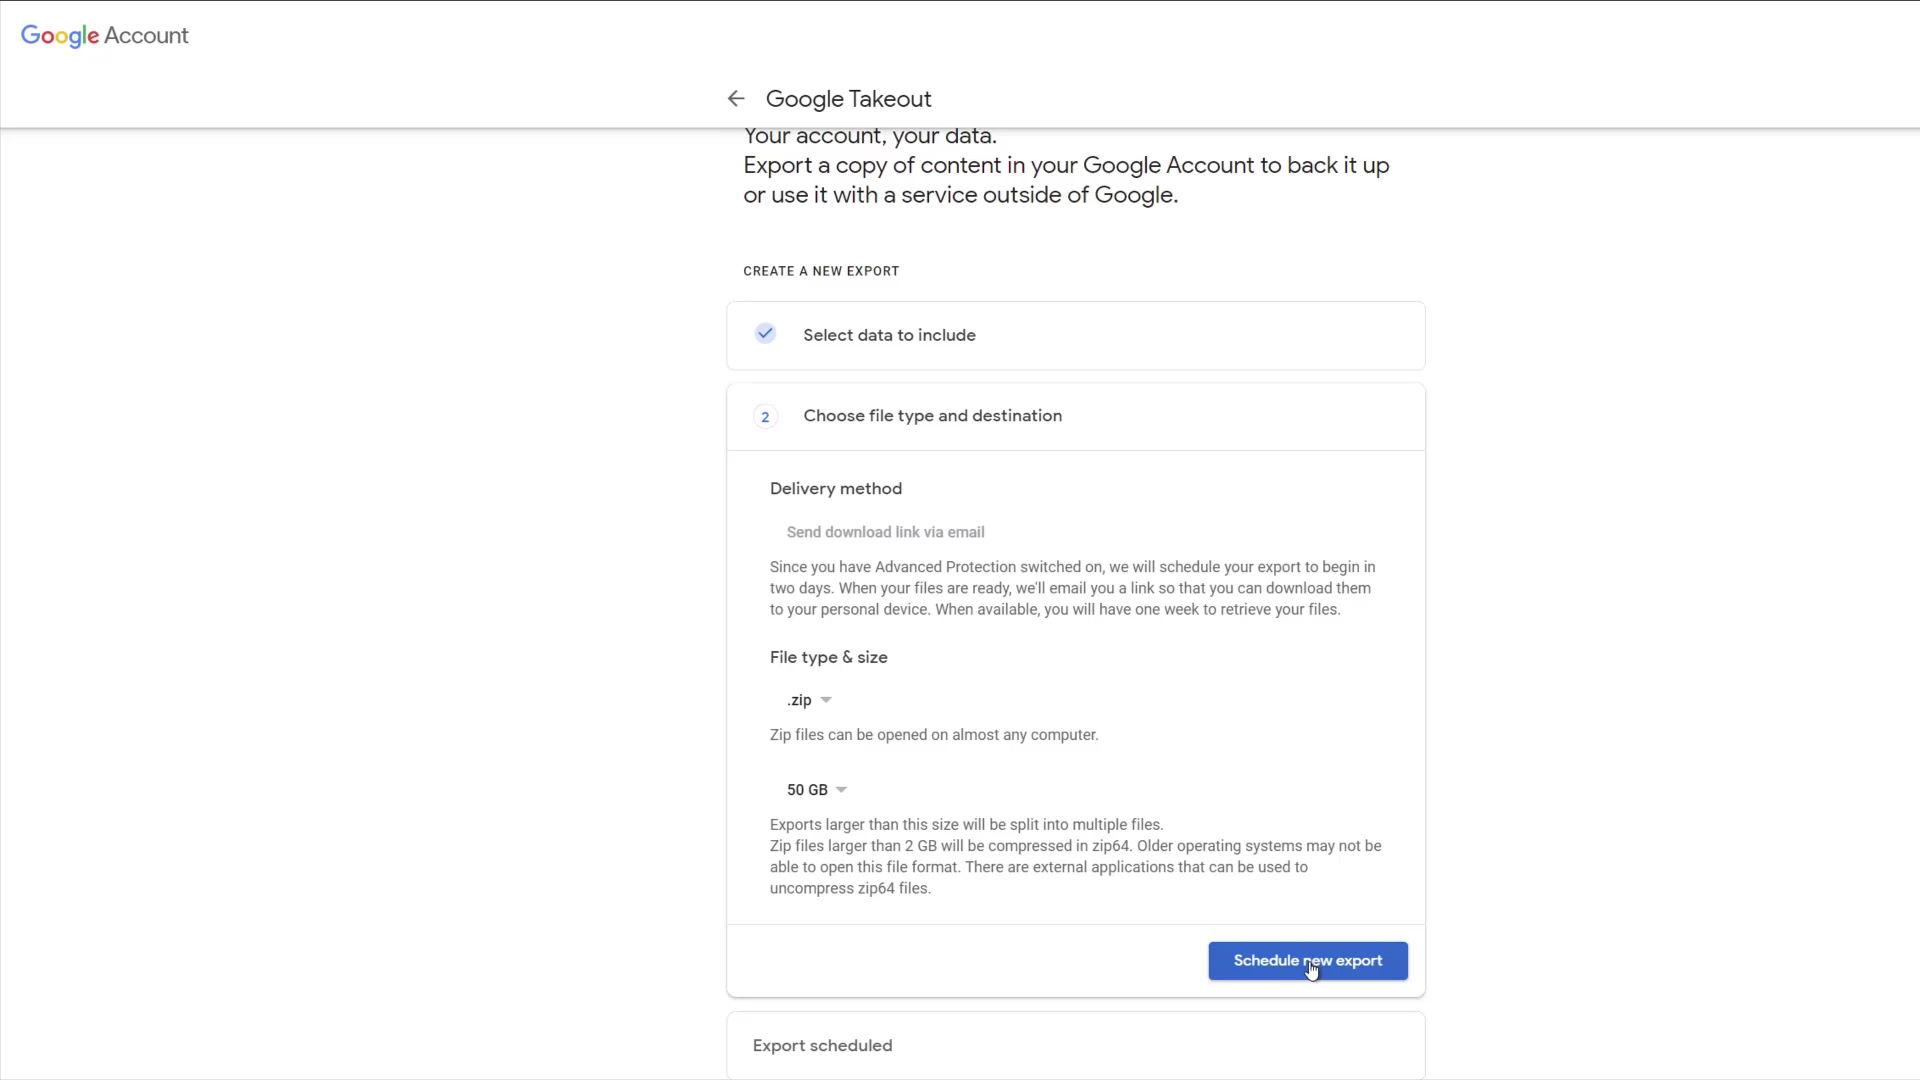 Google Account
Google Takeout
Your account, your data.
Export a copy of content in your Google Account to back it up
or use it with a service outside of Google.
CREATE A NEW EXPORT
Select data to include
2 Choose file type and destination
Delivery method
Send download link via email
Since you have Advanced Protection switched on, we will schedule your export to begin in
two days. When your files are ready, we'll email you a link so that you can download them
to your personal device. When available, you will have one week to retrieve your files.
File type & size
.zip
Zip files can be opened on almost any computer.
50 GB
Exports larger than this size will be split into multiple files.
Zip files larger than 2 GB will be compressed in zip64. Older operating systems may not be
able to open this file format. There are external applications that can be used to
uncompress zip64 files.
Schedule new export
Export scheduled